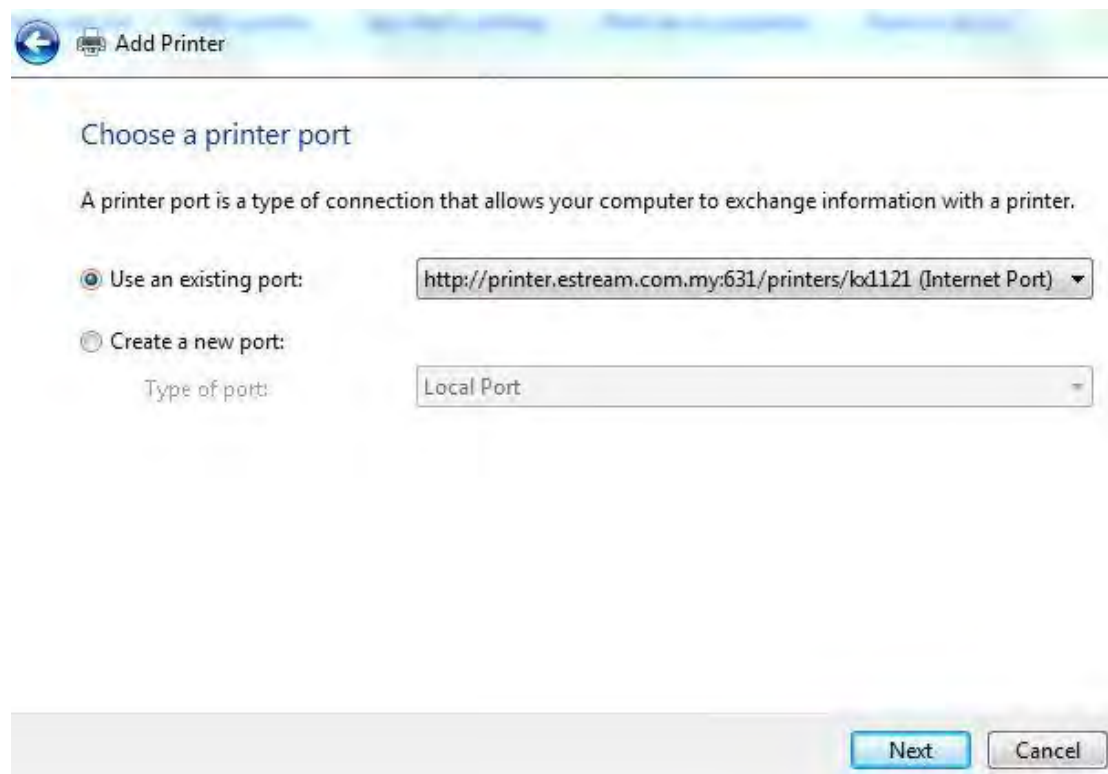 Add Printer
Choose a printer port
A printer port is a type of connection that allows your computer to exchange information with a printer.
Use an existing port: http://printer.estream.com.my:631/printers/kx1121 (Internet Port)
Create a new port:
Type of port: Local Port
Next Cancel